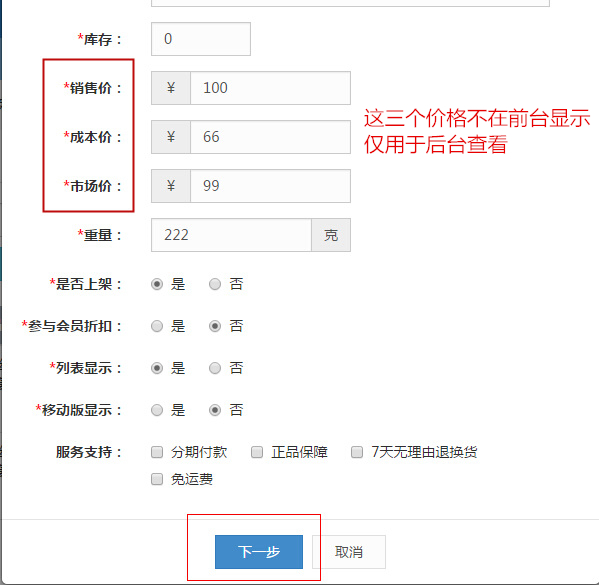 *库存： 0
*销售价： ¥ 100
这三个价格不在前台显示
*成本价： ¥ 66
仅用于后台查看
*市场价： ¥ 99
*重量： 222 克
*是否上架： 是 否
*参与会员折扣： 是 否
*列表显示： 是 否
*移动版显示： 是 否
服务支持： 分期付款 正品保障 7天无理由退换货
免运费
下一步 取消